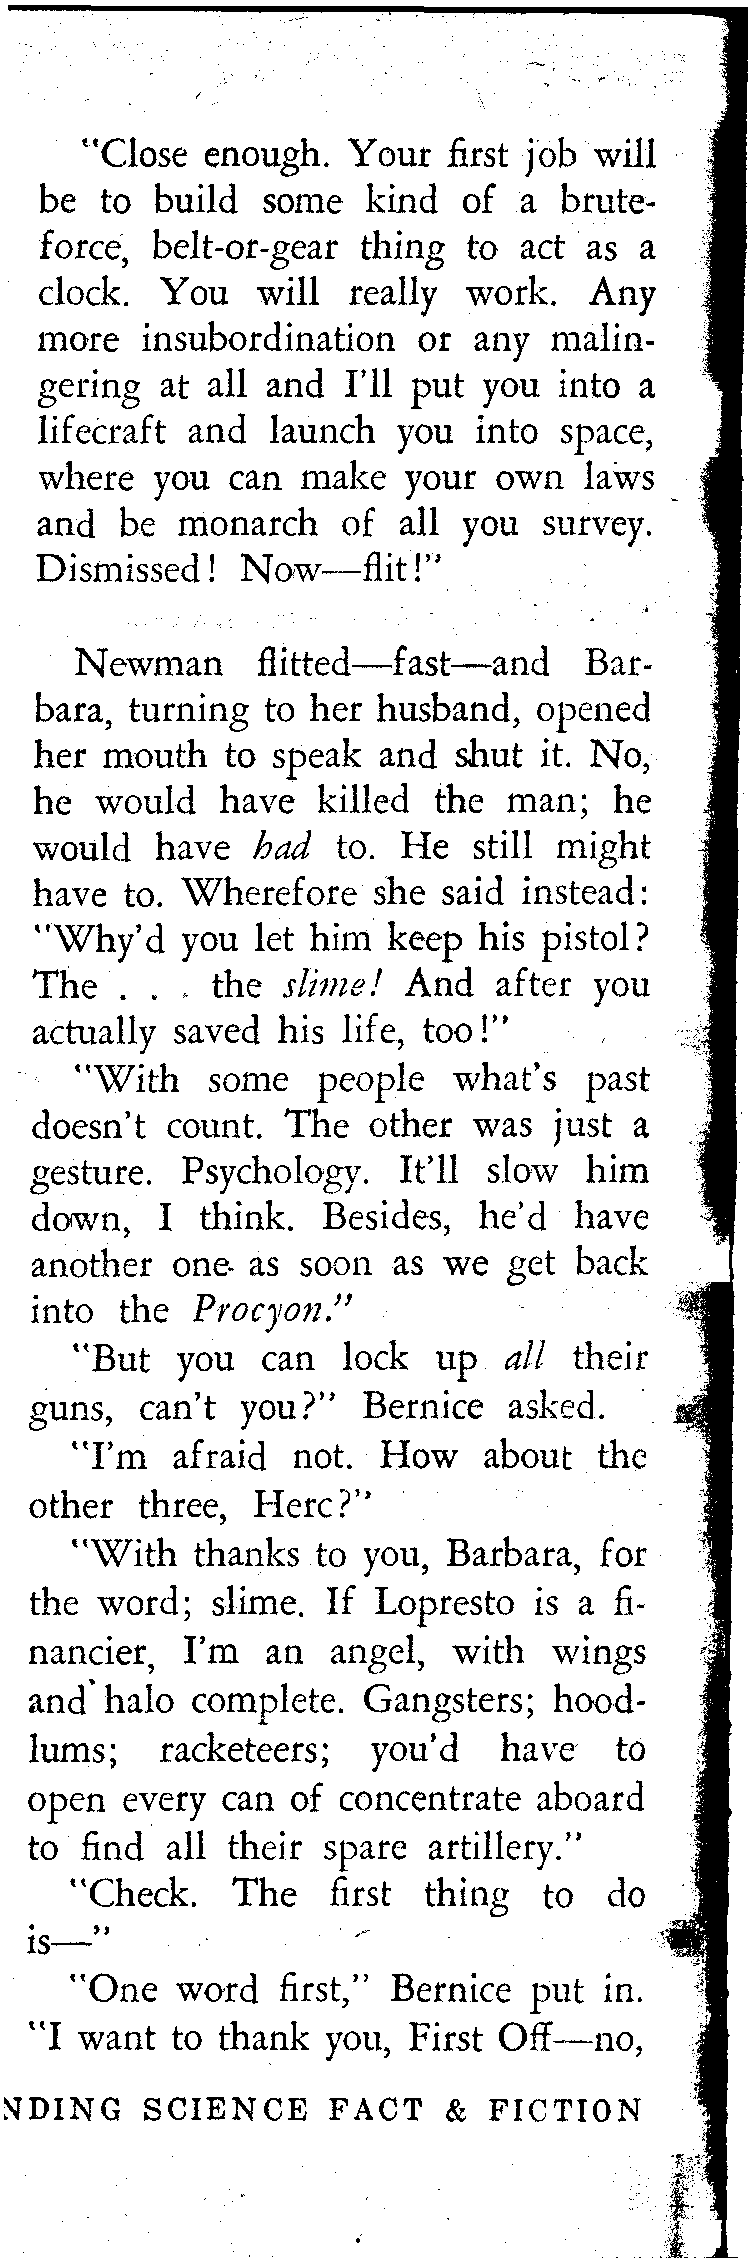 "Close enough. Your first job will
be to build some kind of a brute-
force, belt-or-gear thing to act as a
clock. You will really work. Any
more insubordination or any malin-
gering at all and I'll put you into a
lifecraft and launch you into space,
where you can make your own laws
and be monarch of all you survey.
Dismissed! Now—flit!"
Newman flitted—fast—and Bar-
bara, turning to her husband, opened
her mouth to speak and shut it. No,
he would have killed the man; he
would have had to. He still might
have to. Wherefore she said instead:
"Why'd you let him keep his pistol?
The . . . the slime! And after you
actually saved his life, too!"
"With some people what's past
doesn't count. The other was just a
gesture. Psychology. It'll slow him
down, I think. Besides, he'd have
another one as soon as we get back
into the Procyon."
"But you can lock up all their
guns, can't you?" Bernice asked.
"I'm afraid not. How about the
other three, Herc?"
"With thanks to you, Barbara, for
the word; slime. If Lopresto is a fi-
nancier, I'm an angel, with wings
and halo complete. Gangsters; hood-
lums; racketeers; you'd have to
open every can of concentrate aboard
to find all their spare artillery."
"Check. The first thing to do
is—"
"One word first," Bernice put in.
"I want to thank you, First Off—no,
NDING SCIENCE FACT & FICTION